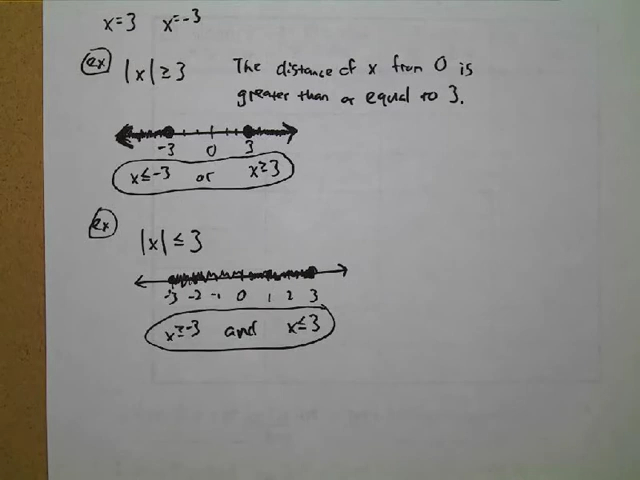 x=3 x=-3
ex |x| ≥ 3 The distance of x from 0 is
greater than or equal to 3.
-3 0 3
x≤-3 or x≥3
ex
|x| ≤ 3
-3 -2 -1 0 1 2 3
x≥-3 and x≤3